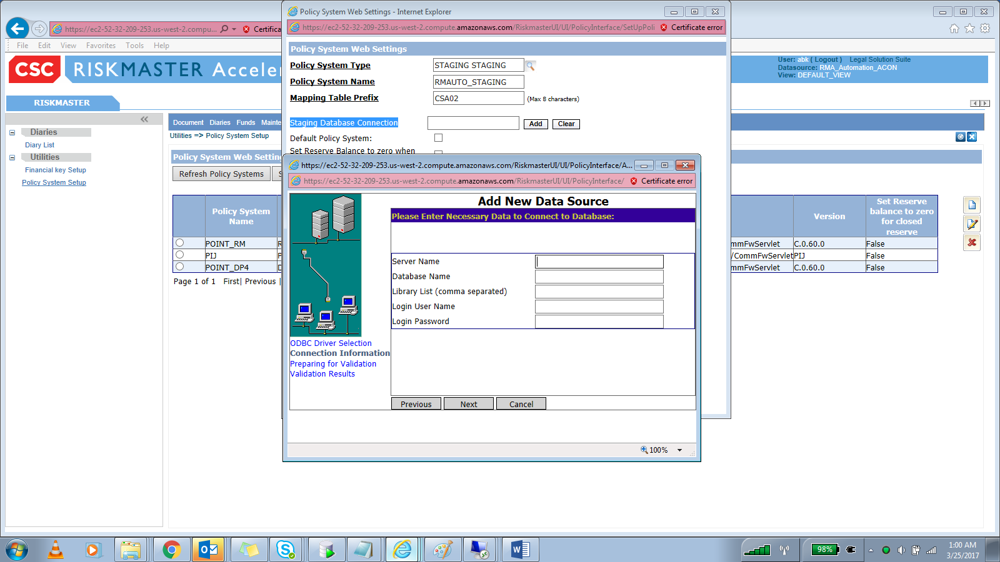 Policy System Web Settings - Internet Explorer
https://ec2-52-32-209-253.us-west-2.compute.amazonaws.com/RiskmasterUI/UI/PolicyInterface/SetUpPoli
Certificate error
https://ec2-52-32-209-253.us-west-2.compu...
Certifica
File Edit View Favorites Tools Help
CSC RISKMASTER Acceler
User: abk ( Logout ) Legal Solution Suite
Datasource: RMA_Automation_ACON
View: DEFAULT_VIEW
RISKMASTER
Diaries
Diary List
Utilities
Financial key Setup
Policy System Setup
Document Diaries Funds Mainte
Utilities => Policy System Setup
Policy System Web Setting
Refresh Policy Systems
Policy System Name
Version
Set Reserve balance to zero for closed reserve
POINT_RM
mmFwServlet C.0.60.0 False
PIJ
/CommFwServlet PIJ False
POINT_DP4
mmFwServlet C.0.60.0 False
Page 1 of 1 First| Previous |
Policy System Web Settings
Policy System Type STAGING STAGING
Policy System Name RMAUTO_STAGING
Mapping Table Prefix CSA02 (Max 8 characters)
Staging Database Connection Add Clear
Default Policy System:
Set Reserve Balance to zero when
https://ec2-52-32-209-253.us-west-2.compute.amazonaws.com/RiskmasterUI/UI/PolicyInterface/A...
https://ec2-52-32-209-253.us-west-2.compute.amazonaws.com/RiskmasterUI/UI/PolicyInterface/
Certificate error
Add New Data Source
Please Enter Necessary Data to Connect to Database:
Server Name
Database Name
Library List (comma separated)
Login User Name
Login Password
ODBC Driver Selection
Connection Information
Preparing for Validation
Validation Results
Previous Next Cancel
100%
98%
1:00 AM
3/25/2017